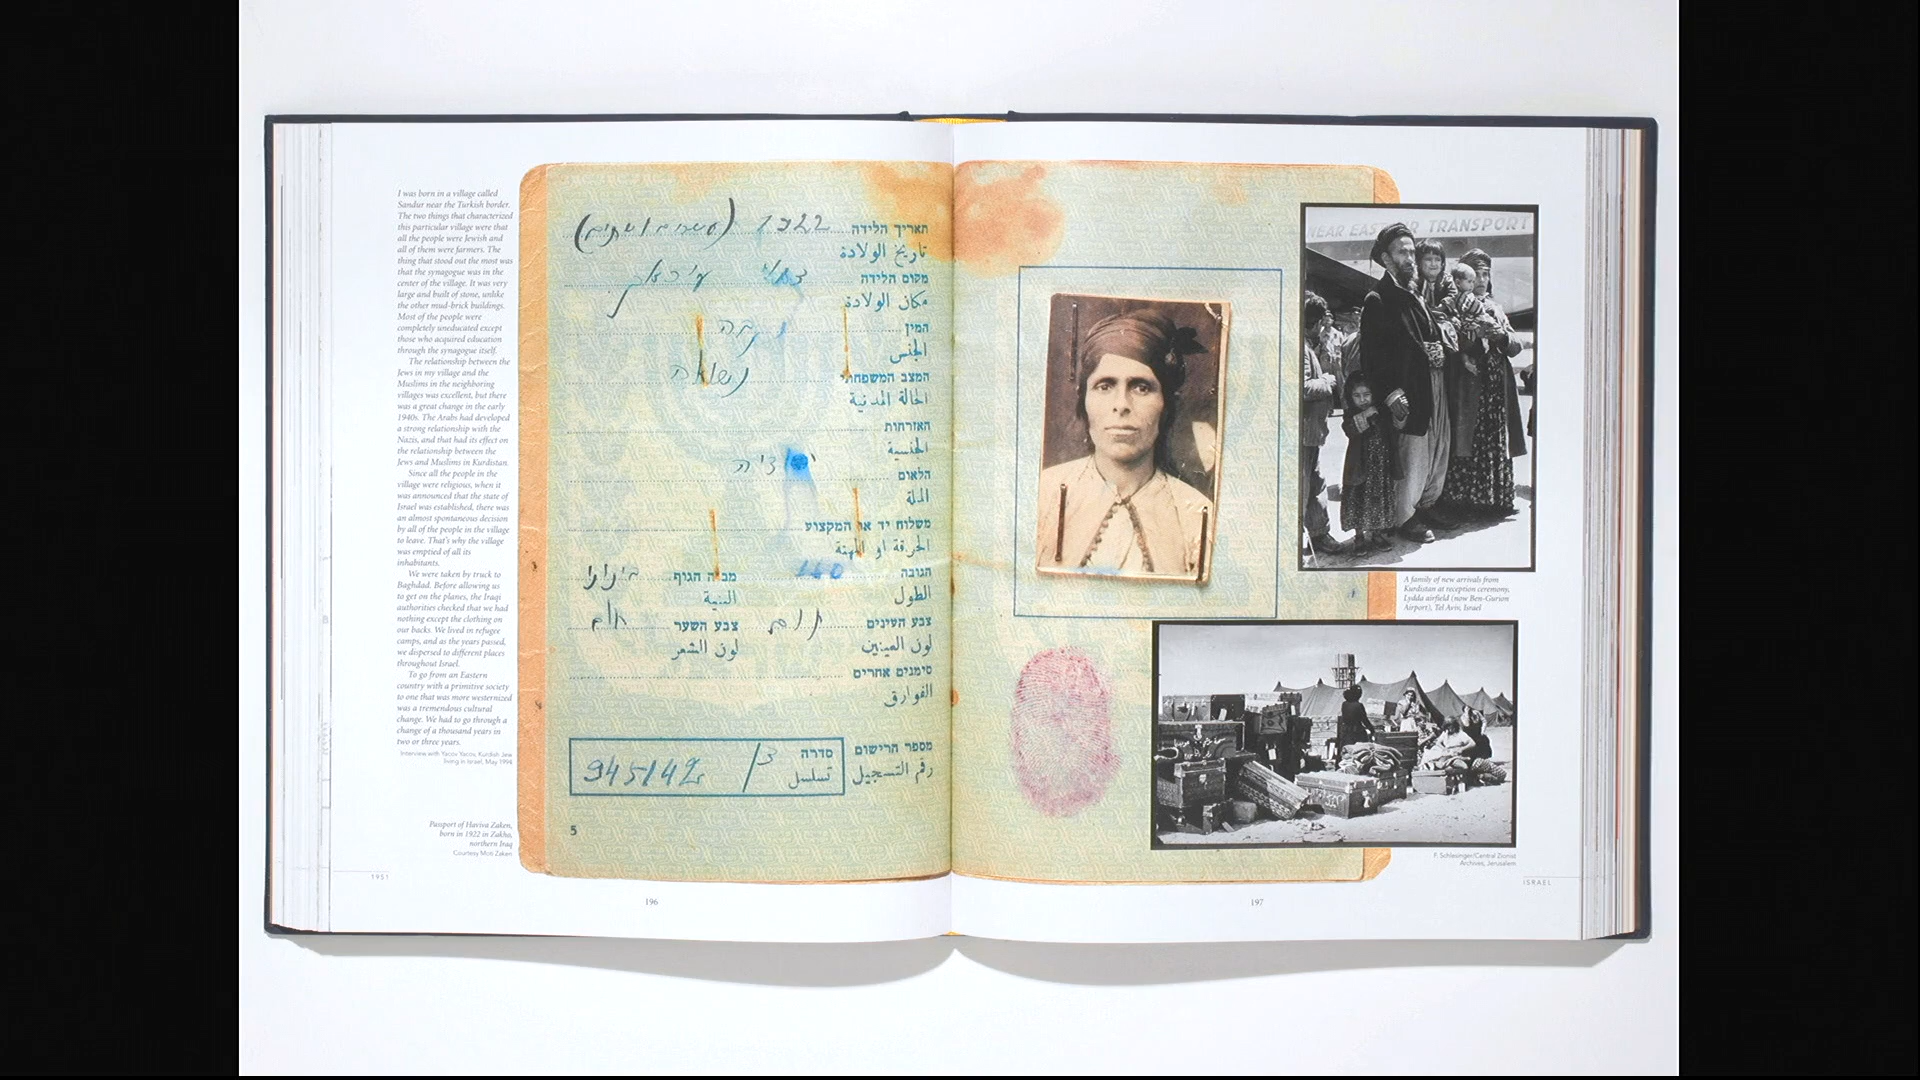 I was born in a village called
Sandur near the Turkish border.
The two things that characterized
this particular village were that
all the people were Jewish and
all of them were farmers. The
thing that stood out the most was
that the synagogue was in the
center of the village. It was very
large and built of stone, unlike
the other mud-brick buildings.
Most of the people were
completely uneducated except
those who acquired education
through the synagogue itself.
The relationship between the
Jews in my village and the
Muslims in the neighboring
villages was excellent, but there
was a great change in the early
1940s. The Arabs had developed
a strong relationship with the
Nazis, and that had its effect on
the relationship between the
Jews and Muslims in Kurdistan.
Since all the people in the
village were religious, when it
was announced that the state of
Israel was established, there was
an almost spontaneous decision
by all of the people in the village
to leave. That's why the village
was emptied of all its
inhabitants.
We were taken by truck to
Baghdad. Before allowing us
to get on the planes, the Iraqi
authorities checked that we had
nothing except the clothing on
our backs. We lived in refugee
camps, and as the years passed,
we dispersed to different places
throughout Israel.
To go from an Eastern
country with a primitive society
to one that was more westernized
was a tremendous cultural
change. We had to go through a
change of a thousand years in
two or three years.
Interview with Yacov Yacov, Kurdish Jew
living in Israel, May 1994
Passport of Haviva Zaken,
born in 1922 in Zakho,
northern Iraq
Courtesy Moti Zaken
1951
196
תאריך הלידה 1922
تاريخ الولادة
מקום הלידה
مكان الولادة
המין
الجنس
המצב המשפחתי נשואה
الحالة المدنية
האזרחות
الجنسية
הלאום
الملة
משלוח יד או המקצוע
الحرفة او المهنة
הגובה 160 מבנה הגוף בינוני
الطول البنية
צבע העינים חום צבע השער חום
لون العينين لون الشعر
סימנים אחרים
الفوارق
מספר הרישום סדרה
رقم التسجيل تسلسل
5
NEAR EAST AIR TRANSPORT
A family of new arrivals from
Kurdistan at reception ceremony,
Lydda airfield (now Ben-Gurion
Airport), Tel Aviv, Israel
F. Schlesinger/Central Zionist
Archives, Jerusalem
ISRAEL
197